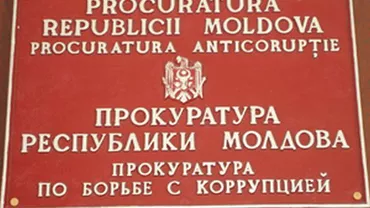 PROCURATURA
REPUBLICII MOLDOVA
PROCURATURA ANTICORUPȚIE
ПРОКУРАТУРА
РЕСПУБЛИКИ МОЛДОВА
ПРОКУРАТУРА
ПО БОРЬБЕ С КОРРУПЦИЕЙ